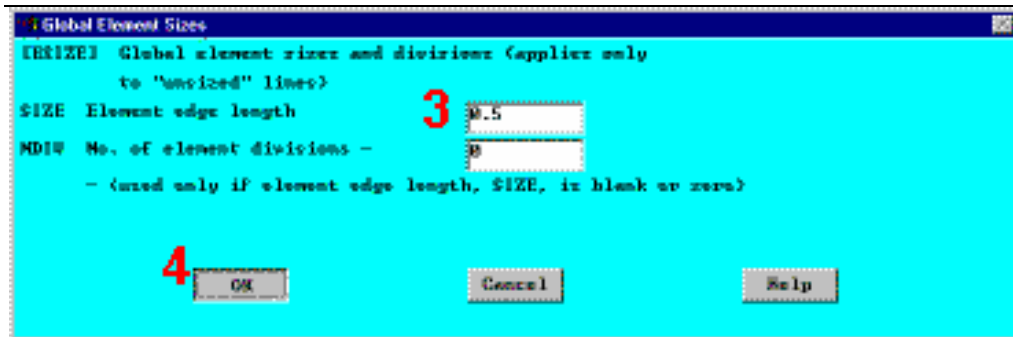 Global Element Sizes
[ESIZE] Global element sizes and divisions (applies only
to "unsized" lines)
SIZE Element edge length 3 0.5
NDIV No. of element divisions - 0
- (used only if element edge length, SIZE, is blank or zero)
4 OK Cancel Help